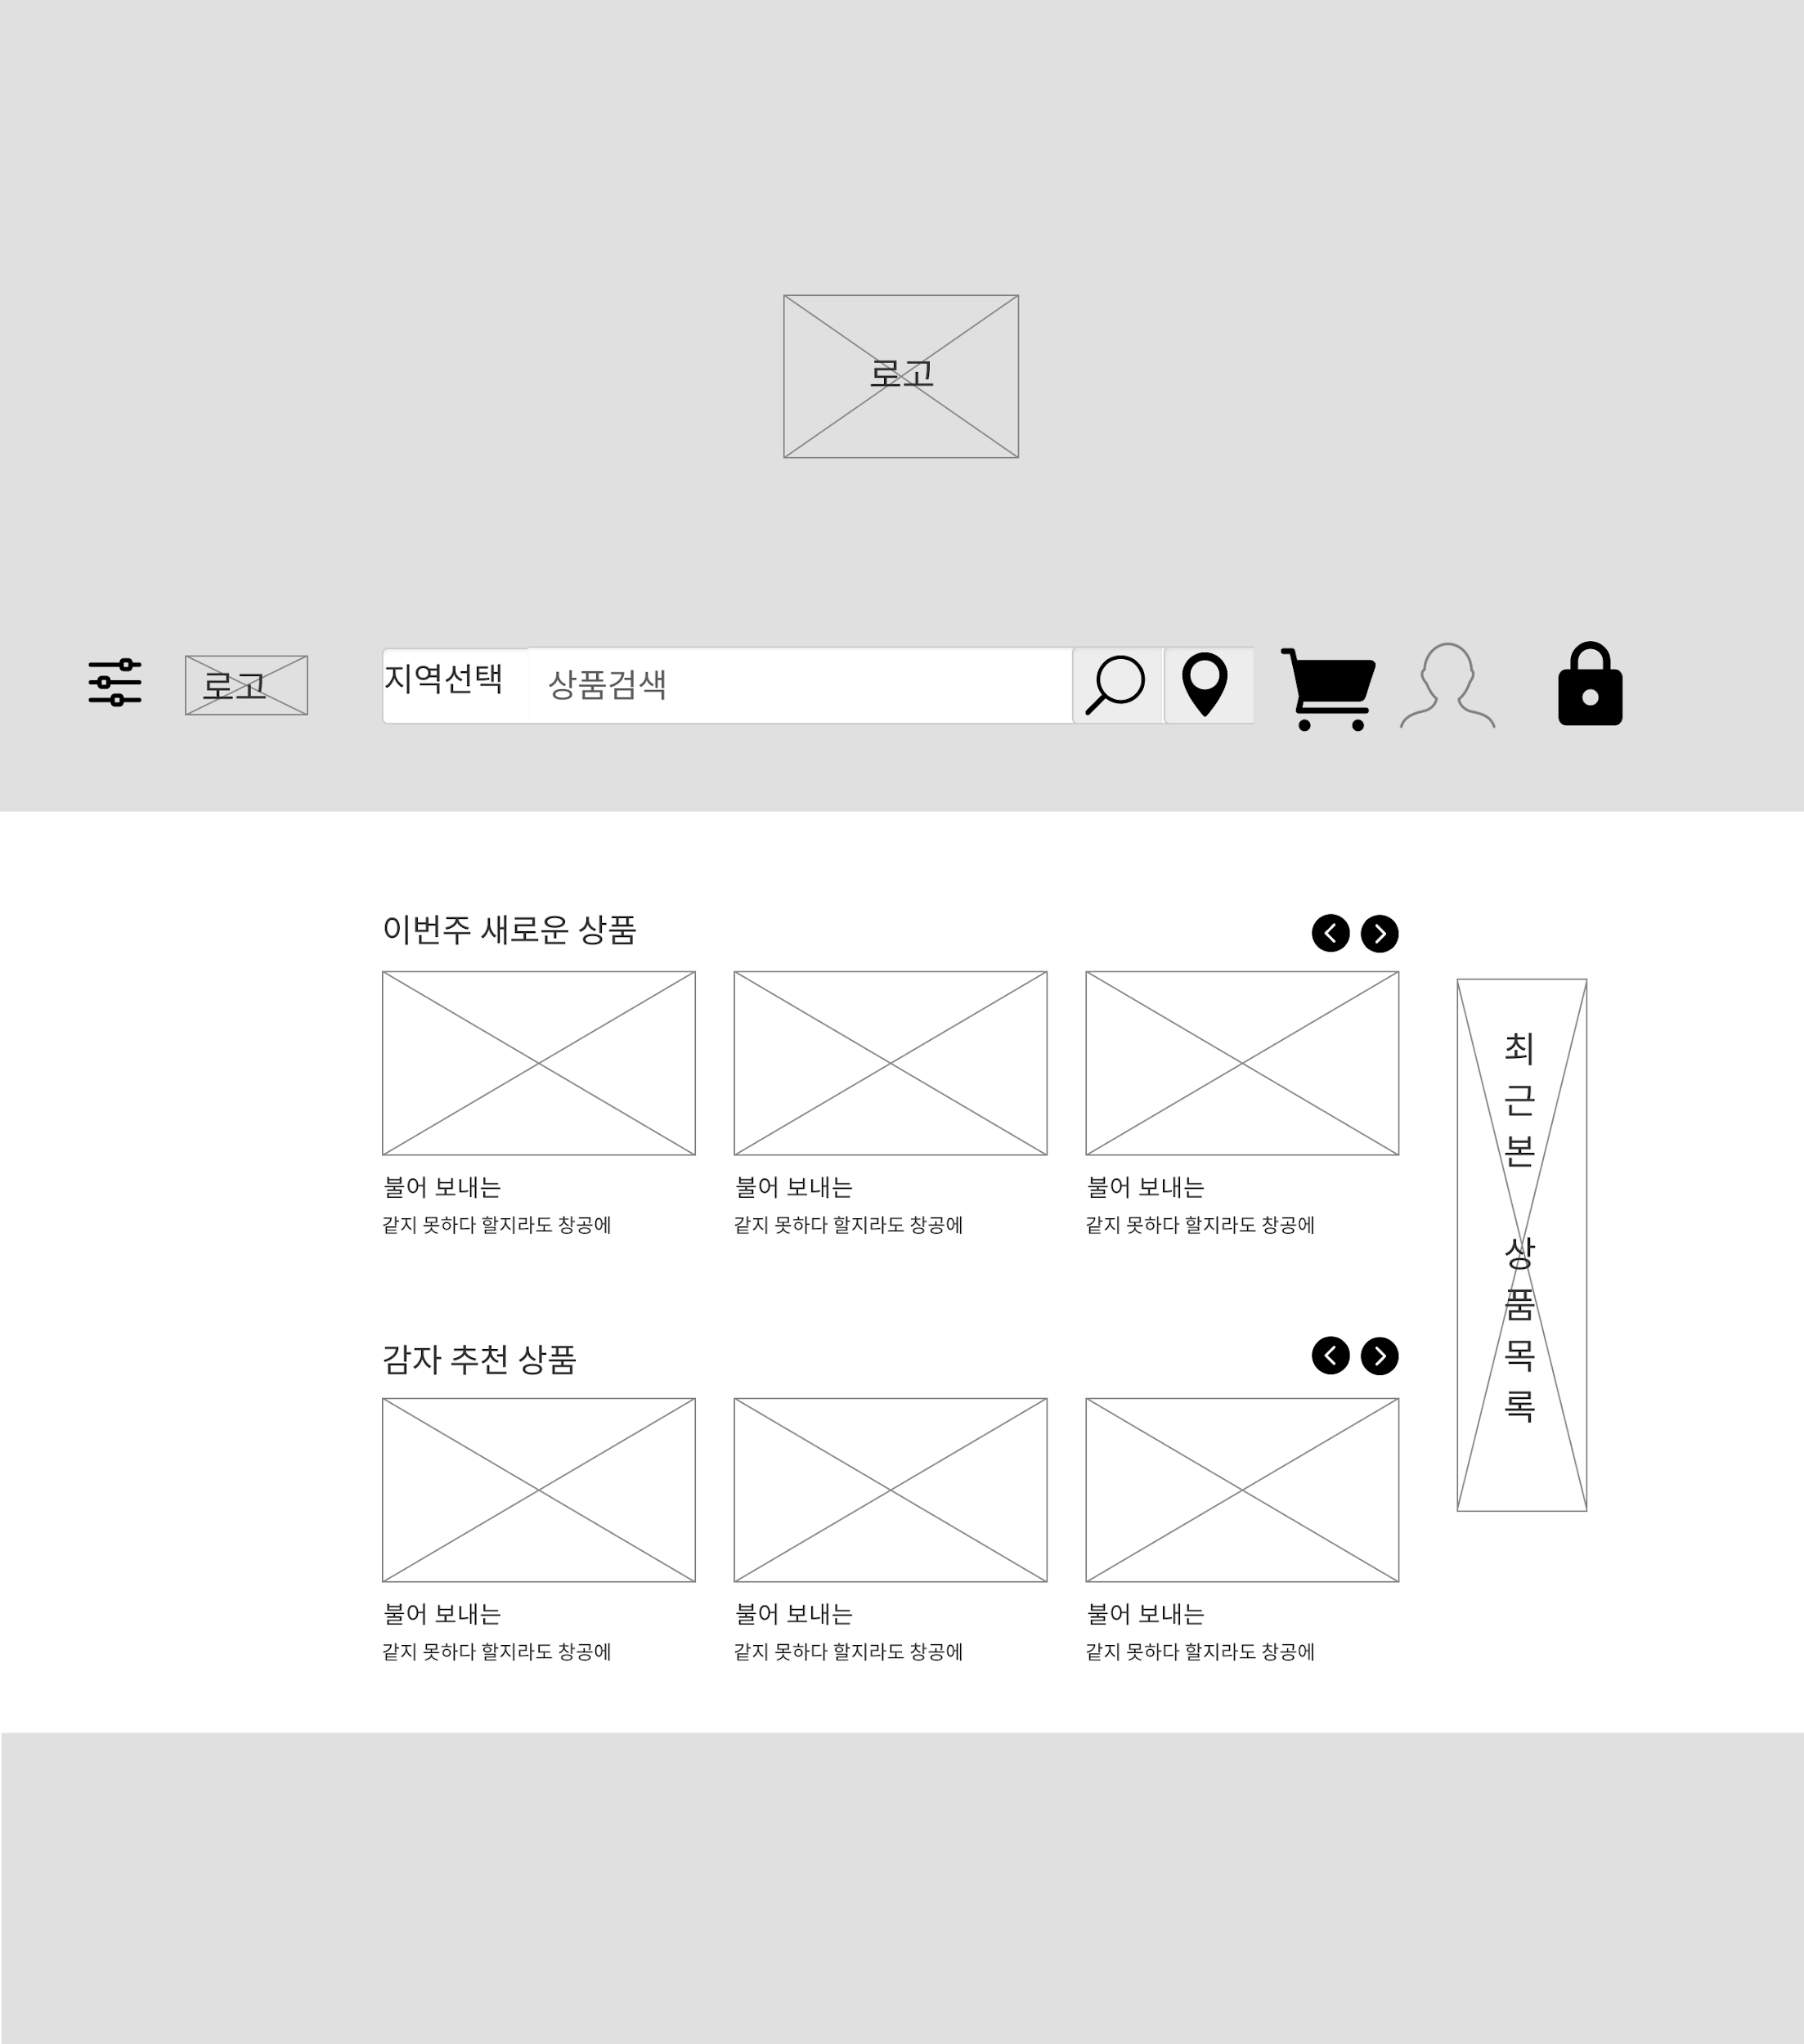 로고
로고
지역선택
상품검색
이번주 새로운 상품
불어 보내는
같지 못하다 할지라도 창공에
불어 보내는
같지 못하다 할지라도 창공에
불어 보내는
같지 못하다 할지라도 창공에
감자 추천 상품
불어 보내는
같지 못하다 할지라도 창공에
불어 보내는
같지 못하다 할지라도 창공에
불어 보내는
같지 못하다 할지라도 창공에
최
근
본
상
품
목
록